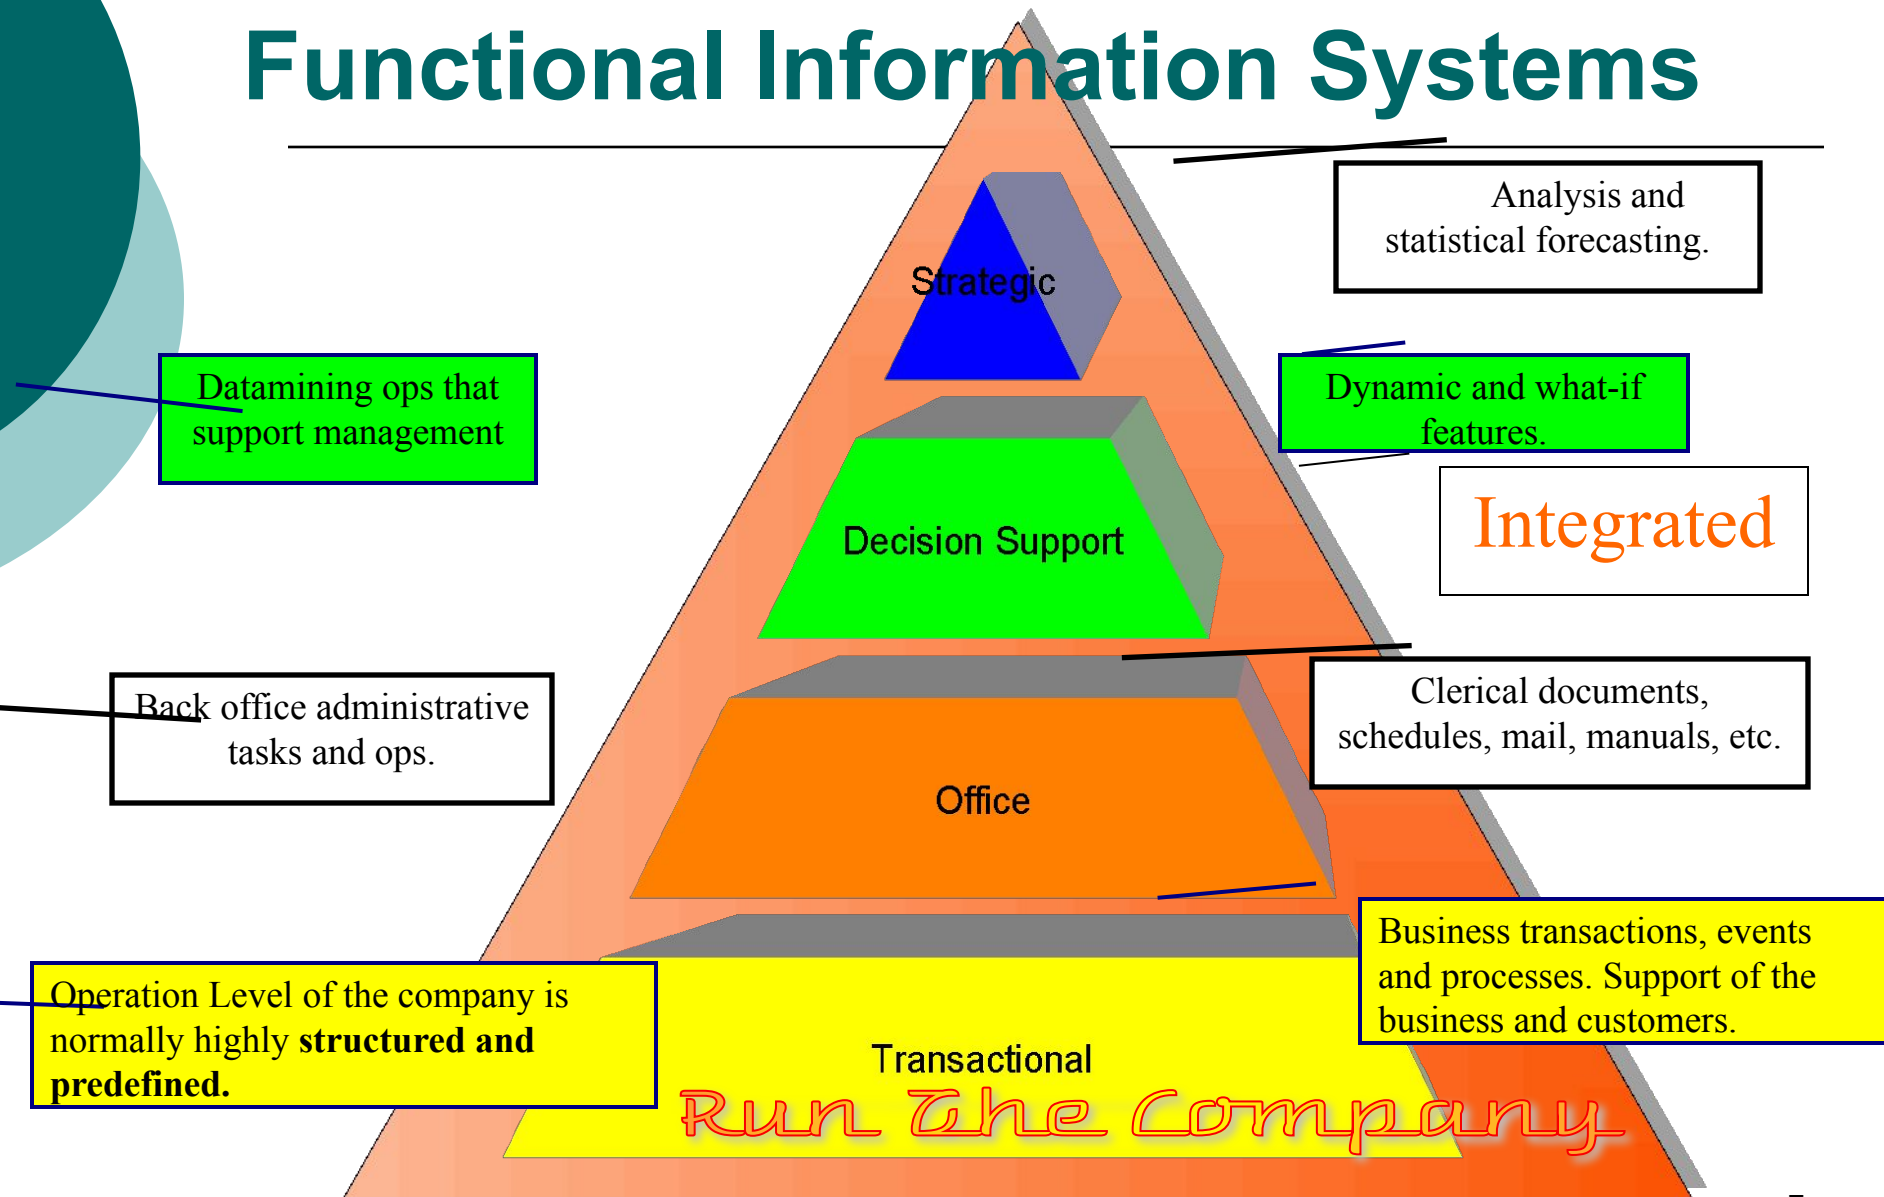 Functional Information Systems
Analysis and
statistical forecasting.
Strategic
Datamining ops that
support management
Dynamic and what-if
features.
Integrated
Decision Support
Back office administrative
tasks and ops.
Clerical documents,
schedules, mail, manuals, etc.
Office
Business transactions, events
and processes. Support of the
business and customers.
Operation Level of the company is
normally highly structured and
predefined.
Transactional
Run The Company